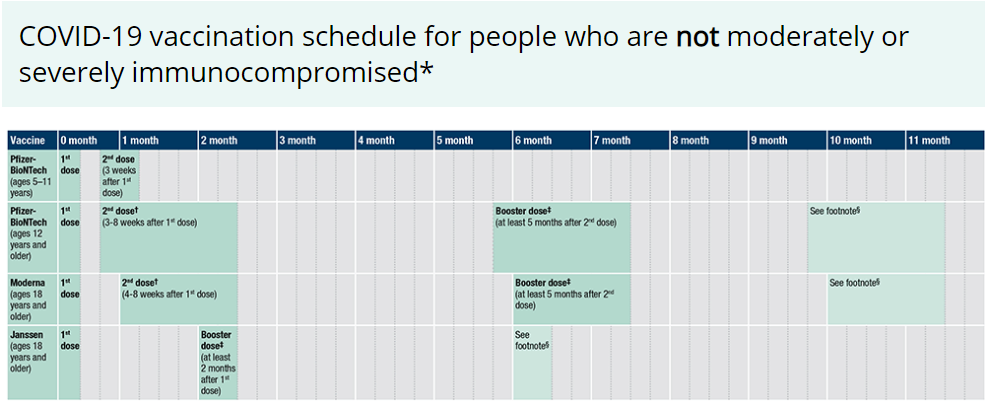 COVID-19 vaccination schedule for people who are not moderately or
severely immunocompromised*
Vaccine 0 month 1 month 2 month 3 month 4 month 5 month 6 month 7 month 8 month 9 month 10 month 11 month
Pfizer-
BioNTech
(ages 5–11
years)
1st
dose
2nd dose
(3 weeks
after 1st
dose)
Pfizer-
BioNTech
(ages 12
years and
older)
1st
dose
2nd dose†
(3-8 weeks after 1st dose)
Booster dose‡
(at least 5 months after 2nd dose)
See footnote§
Moderna
(ages 18
years and
older)
1st
dose
2nd dose†
(4-8 weeks after 1st dose)
Booster dose‡
(at least 5 months after 2nd
dose)
See footnote§
Janssen
(ages 18
years and
older)
1st
dose
Booster
dose‡
(at least
2 months
after 1st
dose)
See
footnote§